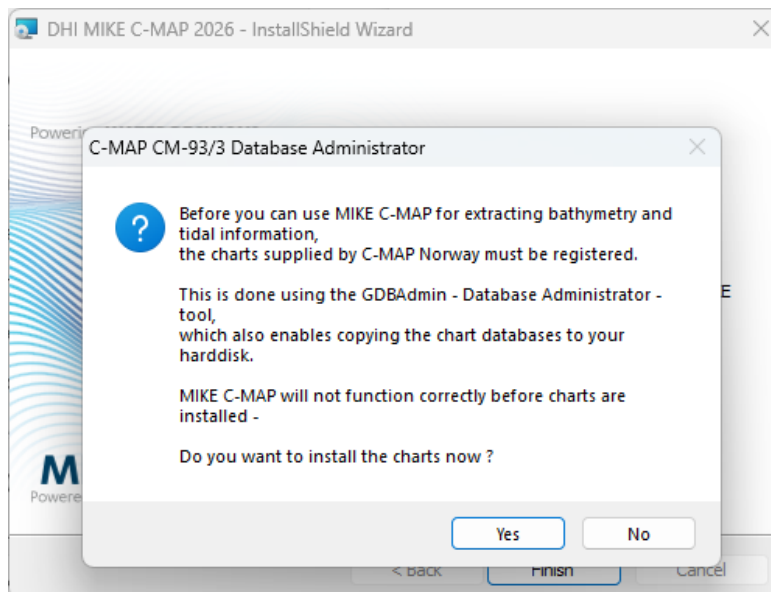 DHI MIKE C-MAP 2026 - InstallShield Wizard
C-MAP CM-93/3 Database Administrator
Before you can use MIKE C-MAP for extracting bathymetry and
tidal information,
the charts supplied by C-MAP Norway must be registered.
This is done using the GDBAdmin - Database Administrator -
tool,
which also enables copying the chart databases to your
harddisk.
MIKE C-MAP will not function correctly before charts are
installed -
Do you want to install the charts now ?
Yes
No
< Back
Finish
Cancel